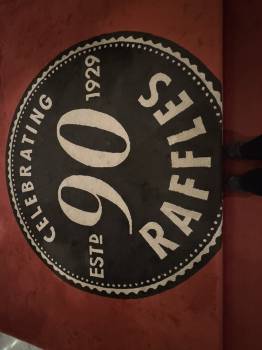 CELEBRATING
90
ESTD 1929
RAFFLES